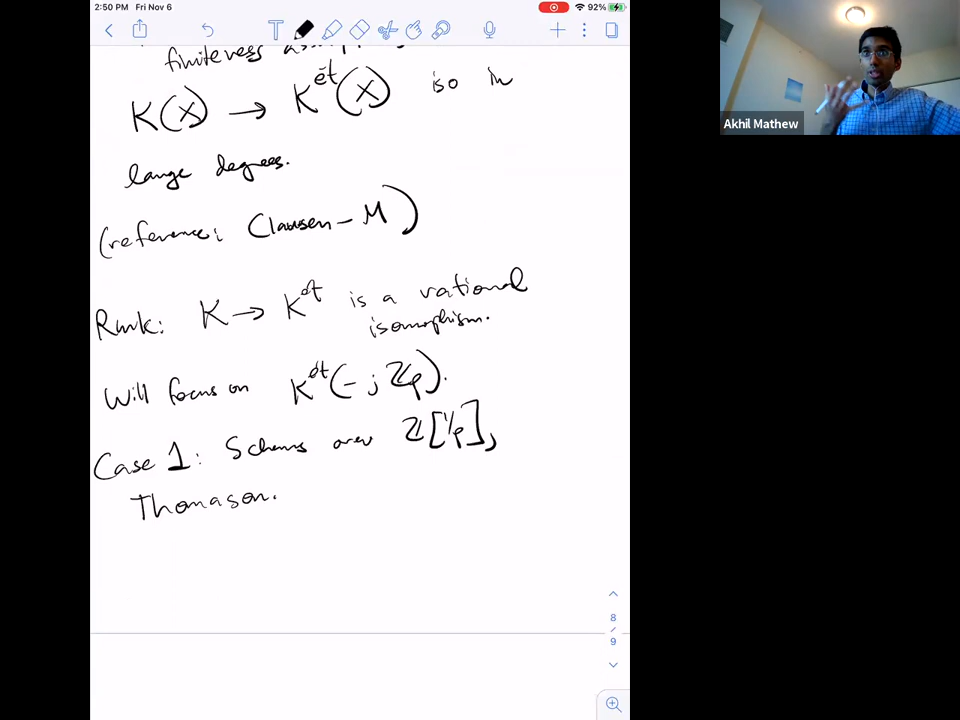 2:50 PM Fri Nov 6
92%
finiteness
K(X) → K^ét(X) iso in
large degrees.
(reference: Clausen – M)
Rmk: K → K^ét is a rational
isomorphism.
Will focus on K^ét(–; ℤ_p).
Case 1: Schemes over ℤ[1/p],
Thomason.
8
/
9
Akhil Mathew